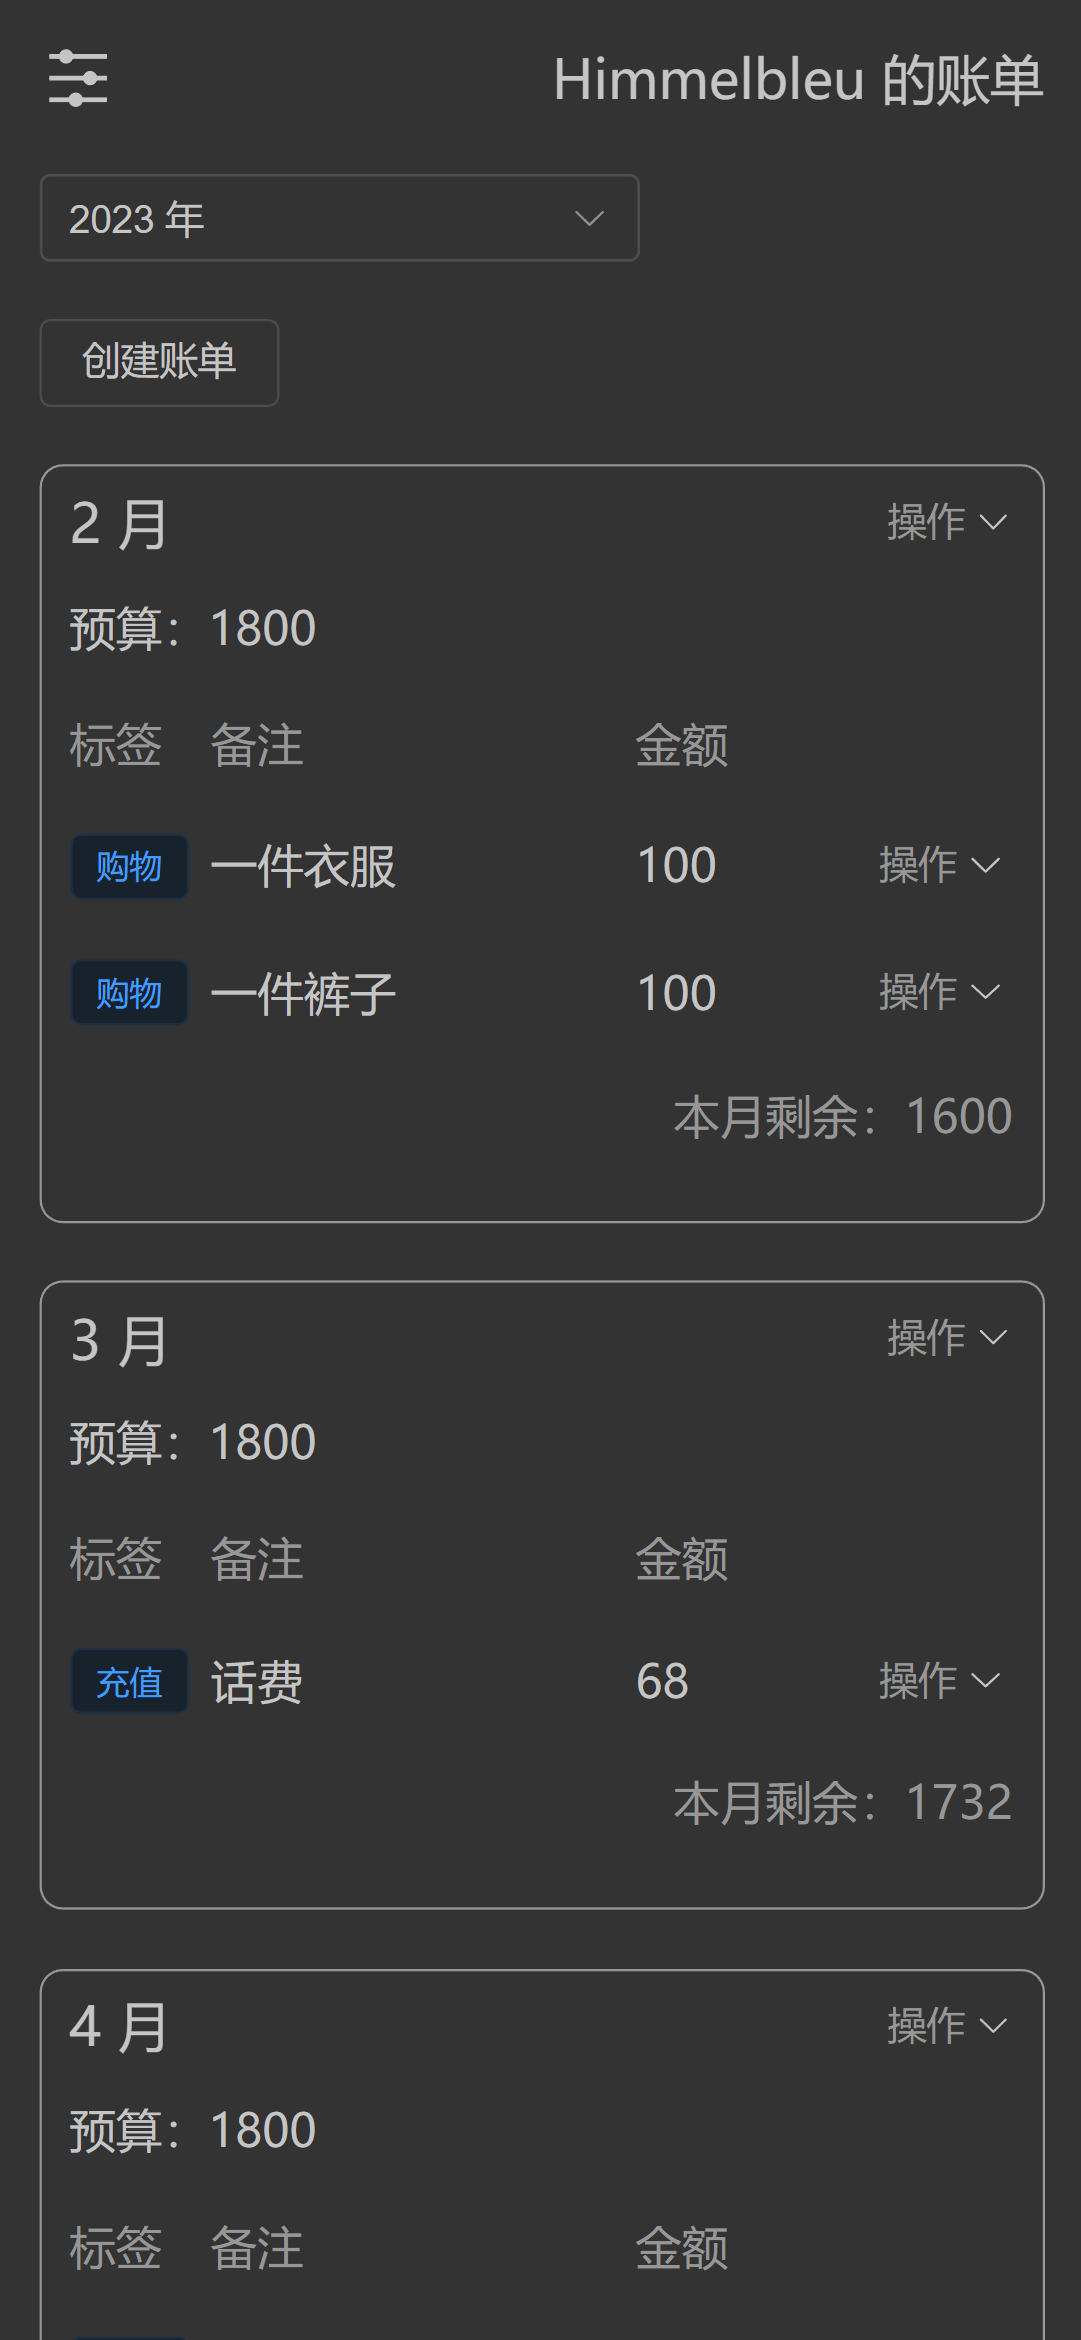 Himmelbleu 的账单
2023 年
创建账单
2 月 操作
预算：1800
标签 备注 金额
购物 一件衣服 100 操作
购物 一件裤子 100 操作
本月剩余：1600
3 月 操作
预算：1800
标签 备注 金额
充值 话费 68 操作
本月剩余：1732
4 月 操作
预算：1800
标签 备注 金额